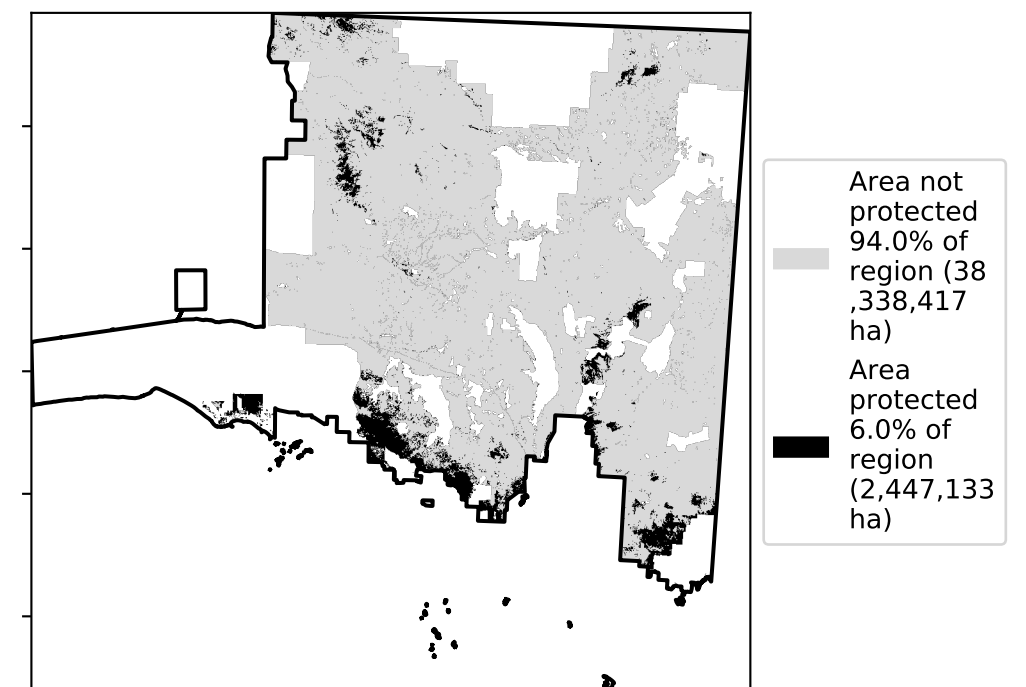 Area not
protected
94.0% of
region (38
,338,417
ha)
Area
protected
6.0% of
region
(2,447,133
ha)